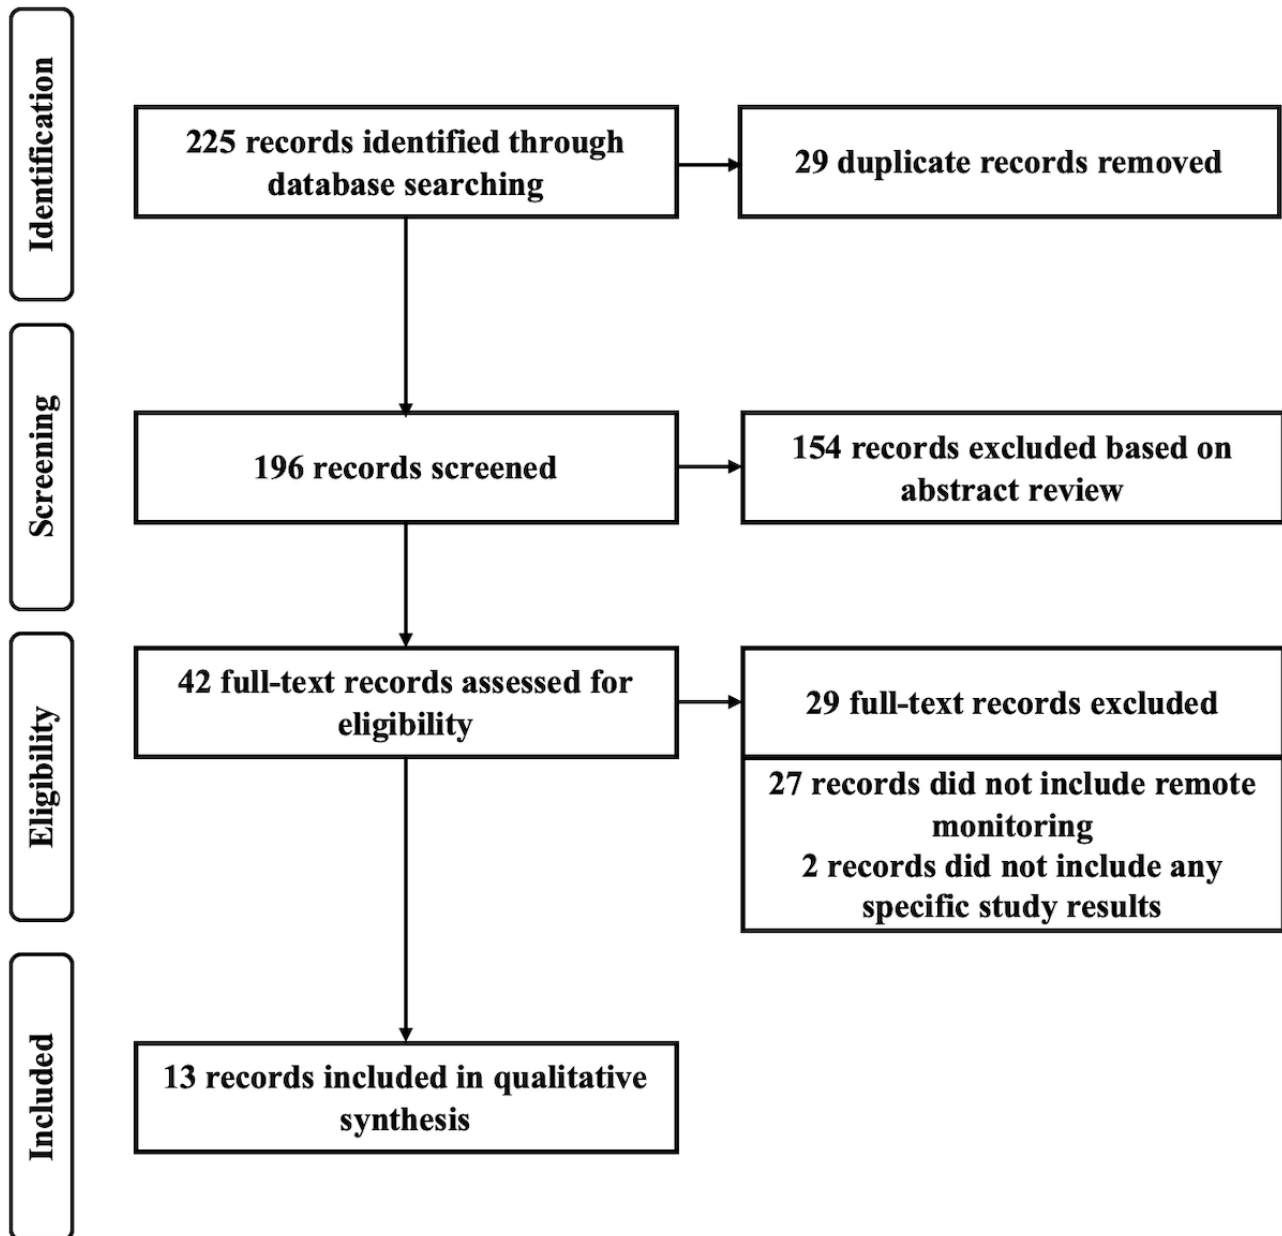 Identification
225 records identified through
database searching
29 duplicate records removed
Screening
196 records screened
154 records excluded based on
abstract review
Eligibility
42 full-text records assessed for
eligibility
29 full-text records excluded
27 records did not include remote
monitoring
2 records did not include any
specific study results
Included
13 records included in qualitative
synthesis